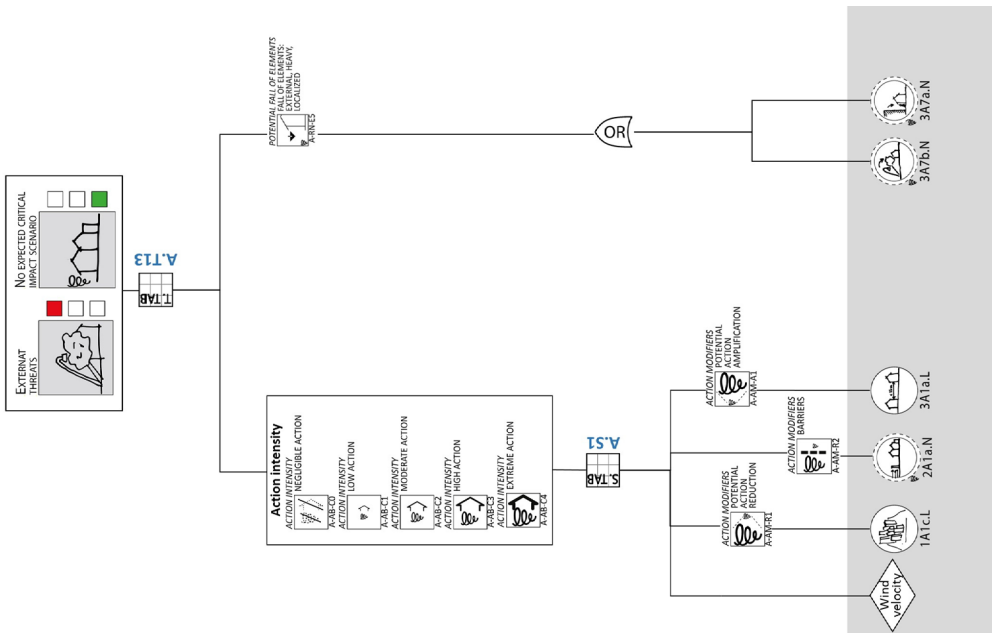 EXTERNAT
THREATS
NO EXPECTED CRITICAL
IMPACT SCENARIO
T.TAB
A.T13
POTENTIAL FALL OF ELEMENTS
FALL OF ELEMENTS:
EXTERNAL, HEAVY,
LOCALIZED
A-RN-E5
OR
3A7b.N
3A7a.N
Action intensity
ACTION INTENSITY
NEGLIGIBLE ACTION
A-AB-C0
ACTION INTENSITY
LOW ACTION
A-AB-C1
ACTION INTENSITY
MODERATE ACTION
A-AB-C2
ACTION INTENSITY
HIGH ACTION
A-AB-C3
ACTION INTENSITY
EXTREME ACTION
A-AB-C4
S.TAB
A.S1
ACTION MODIFIERS
POTENTIAL
ACTION
REDUCTION
A-AM-R1
ACTION MODIFIERS
BARRIERS
A-AM-R2
ACTION MODIFIERS
POTENTIAL
ACTION
AMPLIFICATION
A-AM-A1
Wind
velocity
1A1c.L
2A1a.N
3A1a.L